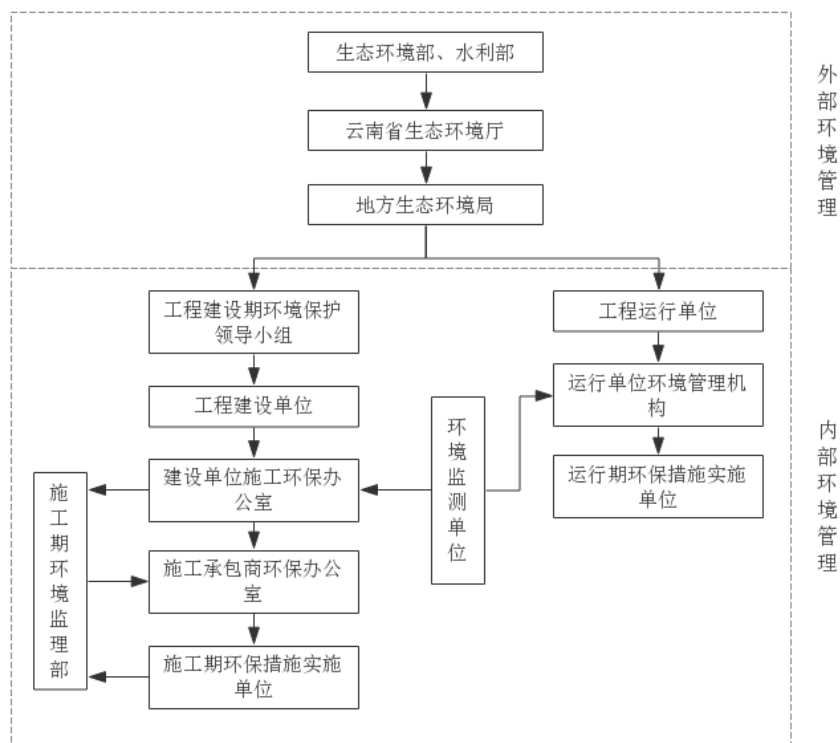 生态环境部、水利部
云南省生态环境厅
地方生态环境局
外部环境管理
工程建设期环境保护
领导小组
工程运行单位
工程建设单位
运行单位环境管理机
构
环境监测单位
建设单位施工环保办
公室
运行期环保措施实施
单位
施工期环境监理部
施工承包商环保办公
室
施工期环保措施实施
单位
内部环境管理